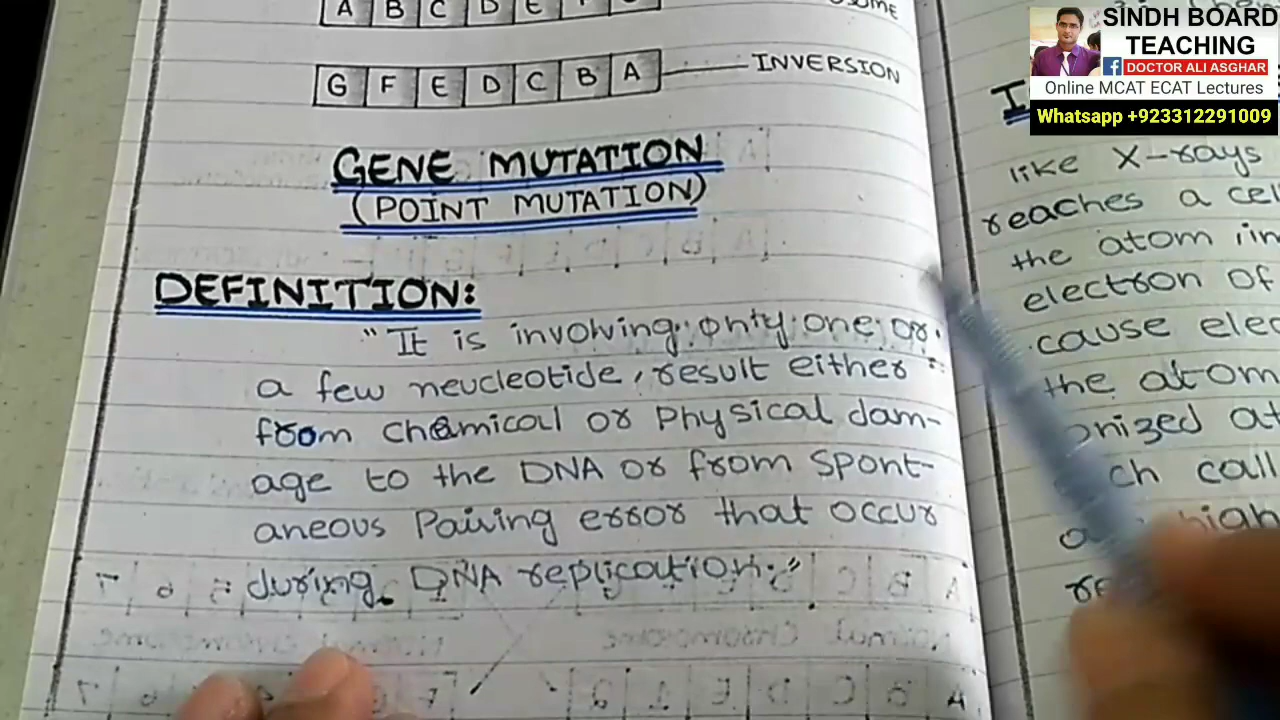 A B C D E
G F E D C B A INVERSION
GENE MUTATION
(POINT MUTATION)
DEFINITION:
"It is involving only one or
a few neucleotide, result either
from chemical or Physical dam-
age to the DNA or from Spont-
aneous Pairing error that occur
during DNA replication."
like X-rays
reaches a cel
the atom in
electron of
cause elec
the atom
onized at
ch call
high
SINDH BOARD
TEACHING
f DOCTOR ALI ASGHAR
Online MCAT ECAT Lectures
Whatsapp +923312291009